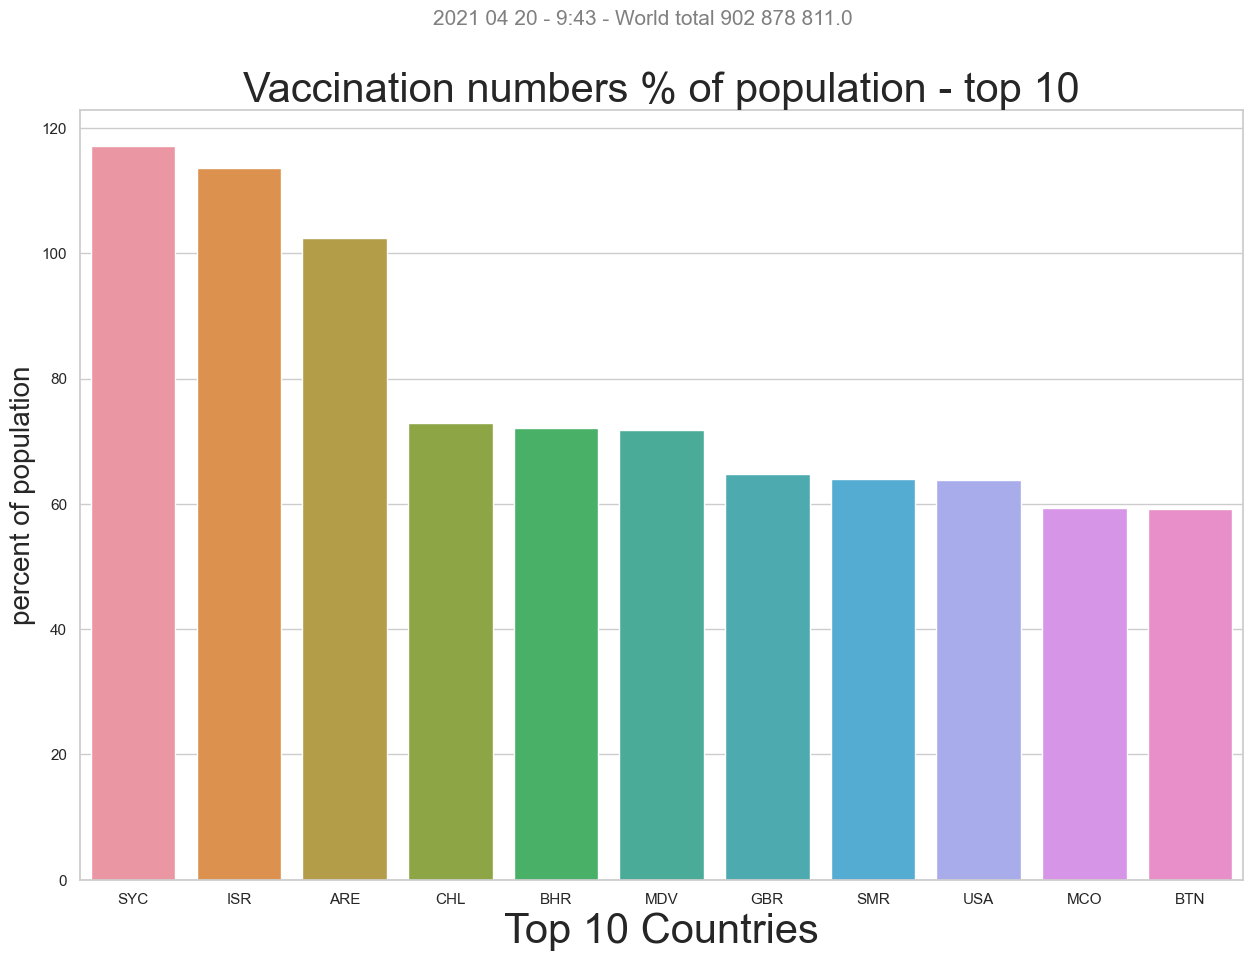 2021 04 20 - 9:43 - World total 902 878 811.0
Vaccination numbers % of population - top 10
percent of population
120
100
80
60
40
20
0
SYC ISR ARE CHL BHR MDV GBR SMR USA MCO BTN
Top 10 Countries